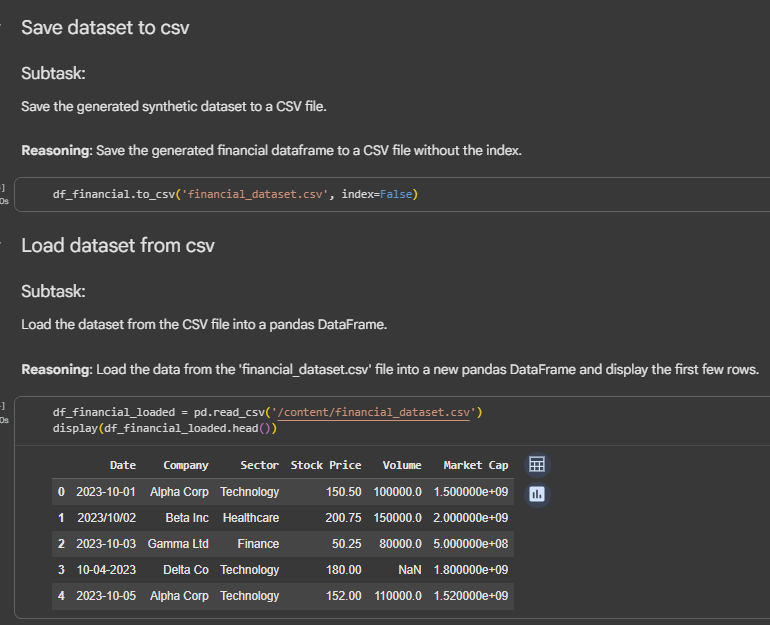 Save dataset to csv
Subtask:
Save the generated synthetic dataset to a CSV file.
Reasoning: Save the generated financial dataframe to a CSV file without the index.
]
0s
df_financial.to_csv('financial_dataset.csv', index=False)
Load dataset from csv
Subtask:
Load the dataset from the CSV file into a pandas DataFrame.
Reasoning: Load the data from the 'financial_dataset.csv' file into a new pandas DataFrame and display the first few rows.
]
0s
df_financial_loaded = pd.read_csv('/content/financial_dataset.csv')
display(df_financial_loaded.head())
Date Company Sector Stock Price Volume Market Cap
0 2023-10-01 Alpha Corp Technology 150.50 100000.0 1.500000e+09
1 2023/10/02 Beta Inc Healthcare 200.75 150000.0 2.000000e+09
2 2023-10-03 Gamma Ltd Finance 50.25 80000.0 5.000000e+08
3 10-04-2023 Delta Co Technology 180.00 NaN 1.800000e+09
4 2023-10-05 Alpha Corp Technology 152.00 110000.0 1.520000e+09